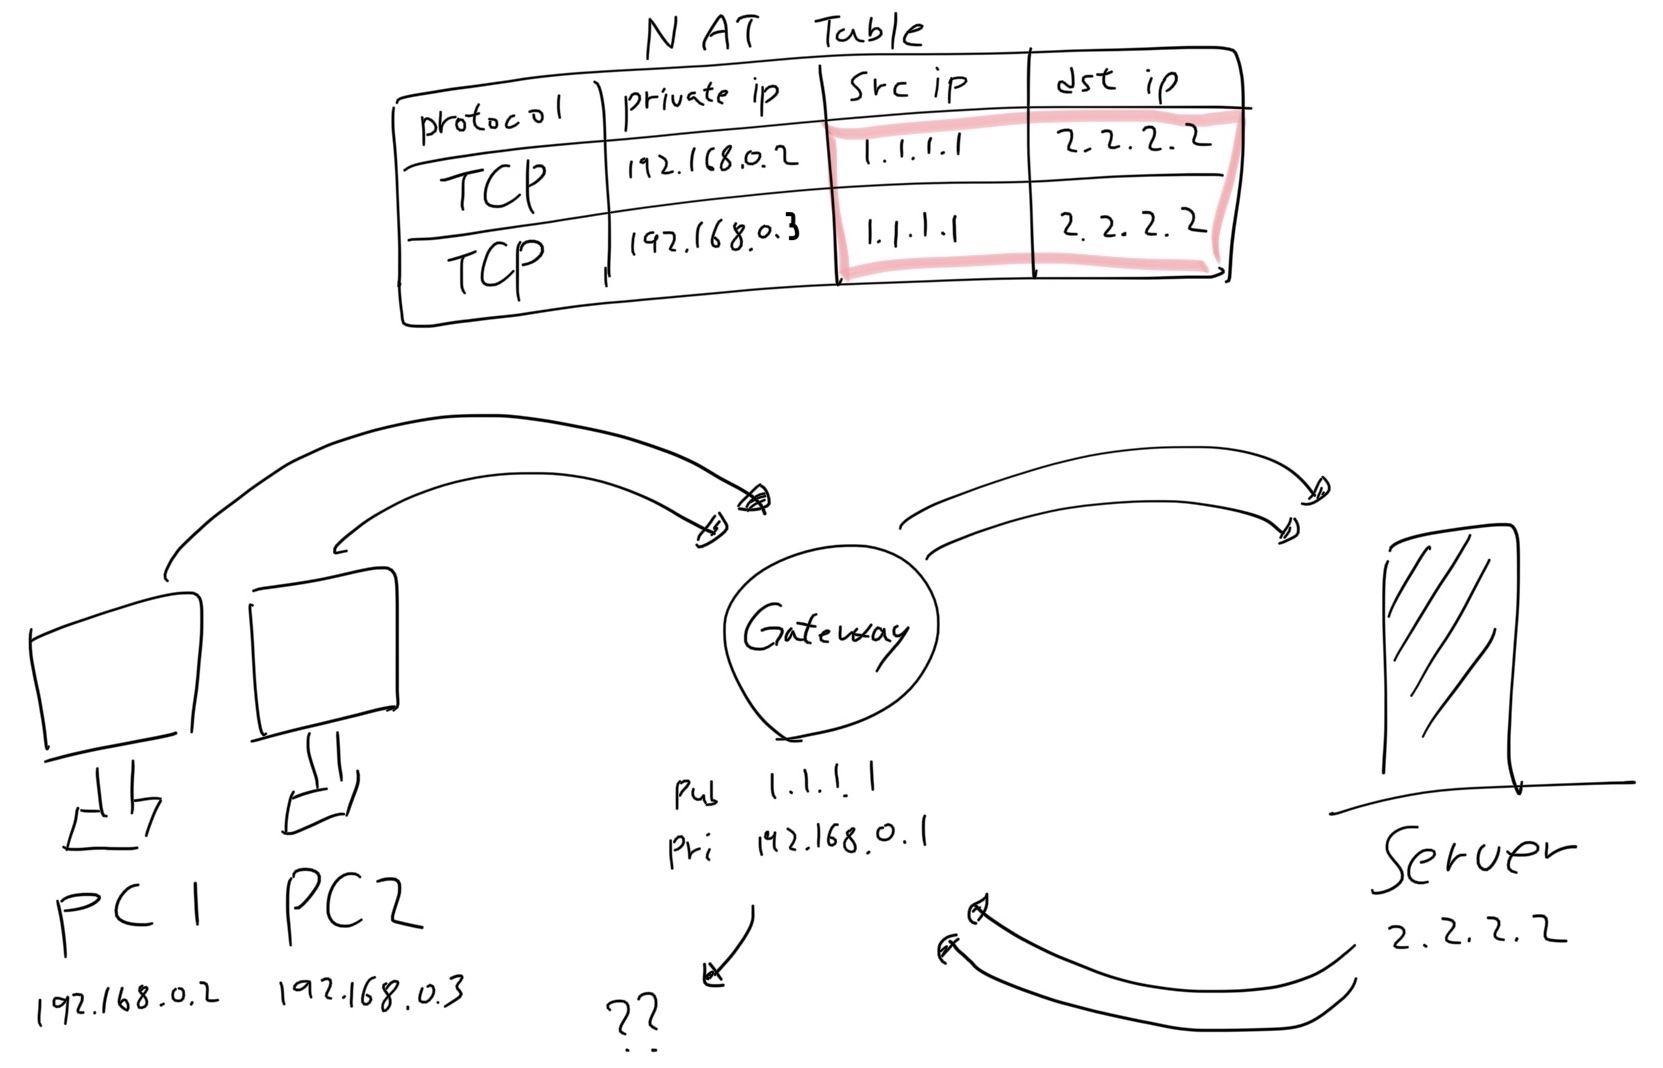 NAT Table
protocol private ip Src ip dst ip
TCP 192.168.0.2 1.1.1.1 2.2.2.2
TCP 192.168.0.3 1.1.1.1 2.2.2.2
Gateway
Pub 1.1.1.1
Pri 192.168.0.1
PC1
192.168.0.2
PC2
192.168.0.3
Server
2.2.2.2
??